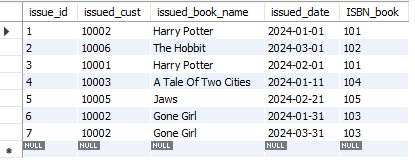 issue_id issued_cust issued_book_name issued_date ISBN_book
1 10002 Harry Potter 2024-01-01 101
2 10006 The Hobbit 2024-03-01 102
3 10001 Harry Potter 2024-02-01 101
4 10003 A Tale Of Two Cities 2024-01-11 104
5 10005 Jaws 2024-02-21 105
6 10002 Gone Girl 2024-01-31 103
7 10002 Gone Girl 2024-03-31 103
NULL NULL NULL NULL NULL